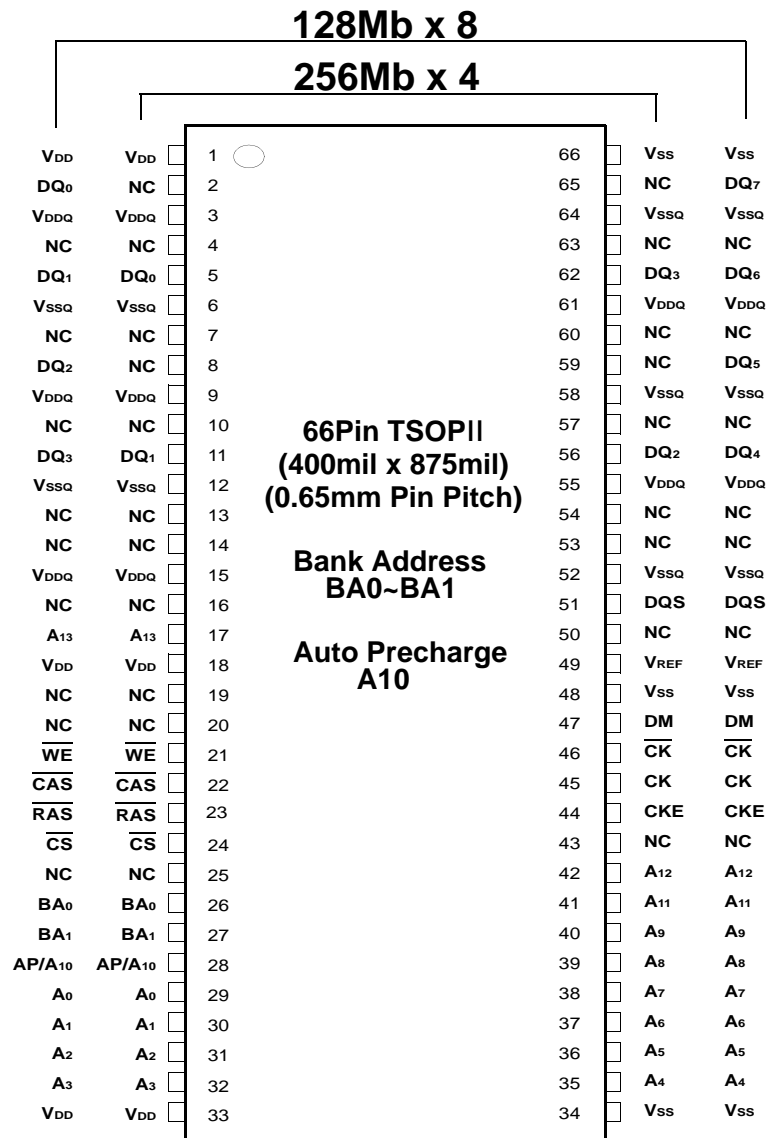 128Mb x 8
256Mb x 4
VDD VDD 1 66 VSS VSS
DQ0 NC 2 65 NC DQ7
VDDQ VDDQ 3 64 VSSQ VSSQ
NC NC 4 63 NC NC
DQ1 DQ0 5 62 DQ3 DQ6
VSSQ VSSQ 6 61 VDDQ VDDQ
NC NC 7 60 NC NC
DQ2 NC 8 59 NC DQ5
VDDQ VDDQ 9 58 VSSQ VSSQ
NC NC 10 57 NC NC
66Pin TSOPII
DQ3 DQ1 11 56 DQ2 DQ4
(400mil x 875mil)
VSSQ VSSQ 12 55 VDDQ VDDQ
(0.65mm Pin Pitch)
NC NC 13 54 NC NC
NC NC 14 53 NC NC
Bank Address
VDDQ VDDQ 15 52 VSSQ VSSQ
BA0~BA1
NC NC 16 51 DQS DQS
A13 A13 17 50 NC NC
Auto Precharge
VDD VDD 18 49 VREF VREF
A10
NC NC 19 48 VSS VSS
NC NC 20 47 DM DM
W̅E̅ W̅E̅ 21 46 C̅K̅ C̅K̅
C̅A̅S̅ C̅A̅S̅ 22 45 CK CK
R̅A̅S̅ R̅A̅S̅ 23 44 CKE CKE
C̅S̅ C̅S̅ 24 43 NC NC
NC NC 25 42 A12 A12
BA0 BA0 26 41 A11 A11
BA1 BA1 27 40 A9 A9
AP/A10 AP/A10 28 39 A8 A8
A0 A0 29 38 A7 A7
A1 A1 30 37 A6 A6
A2 A2 31 36 A5 A5
A3 A3 32 35 A4 A4
VDD VDD 33 34 VSS VSS